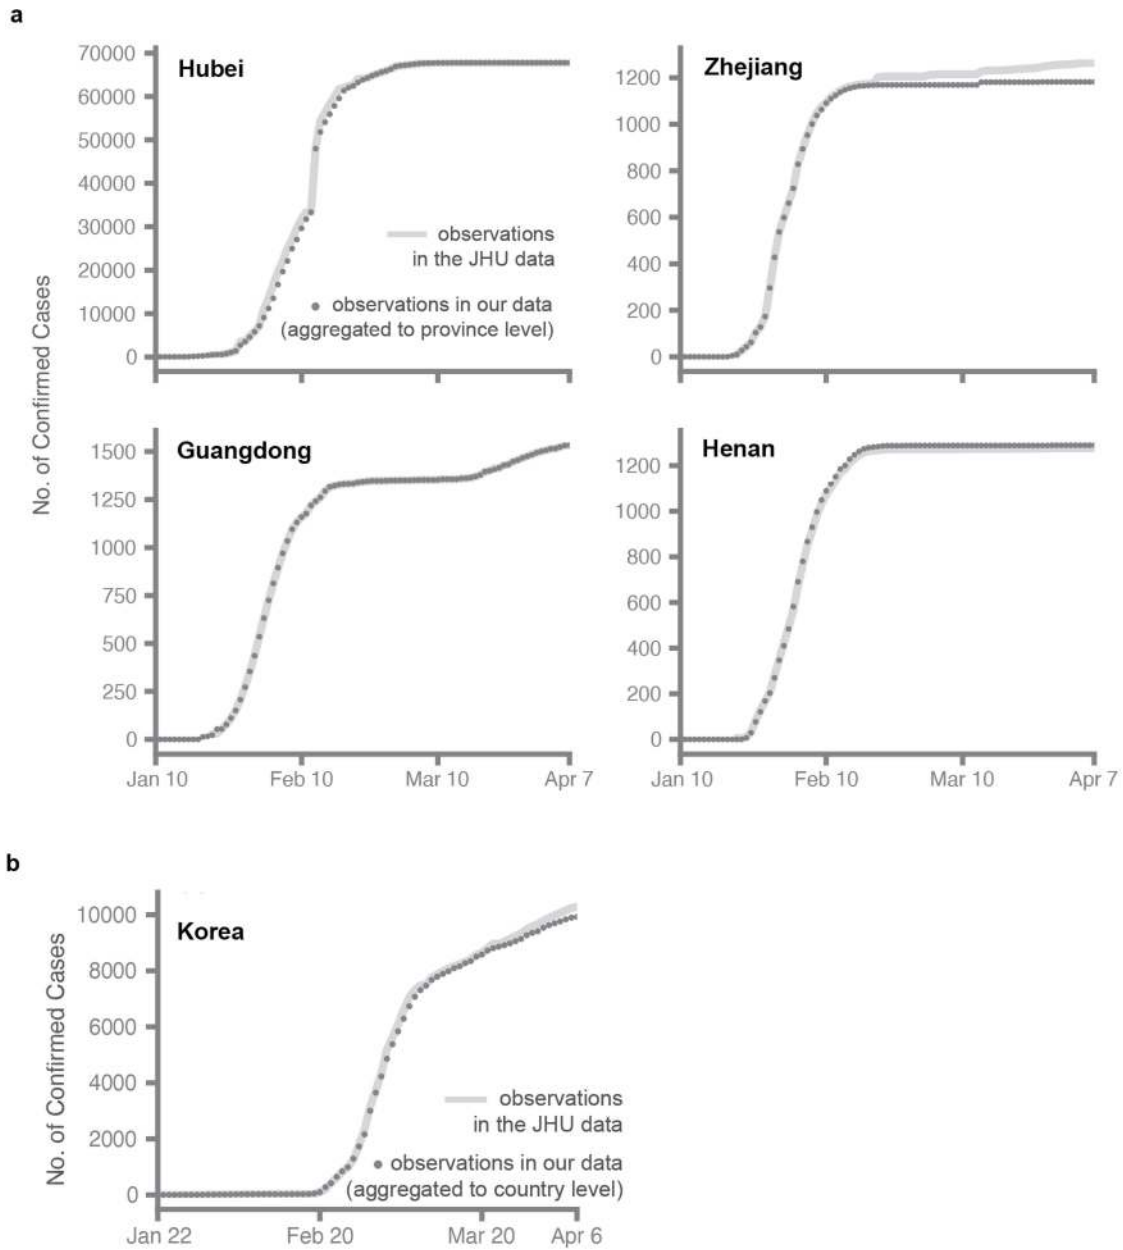 a
Hubei
70000
60000
50000
40000
30000
20000
10000
0
observations
in the JHU data
observations in our data
(aggregated to province level)
Zhejiang
1200
1000
800
600
400
200
0
No. of Confirmed Cases
Guangdong
1500
1250
1000
750
500
250
0
Jan 10
Feb 10
Mar 10
Apr 7
Henan
1200
1000
800
600
400
200
0
Jan 10
Feb 10
Mar 10
Apr 7
b
Korea
10000
8000
6000
4000
2000
0
No. of Confirmed Cases
observations
in the JHU data
observations in our data
(aggregated to country level)
Jan 22
Feb 20
Mar 20
Apr 6